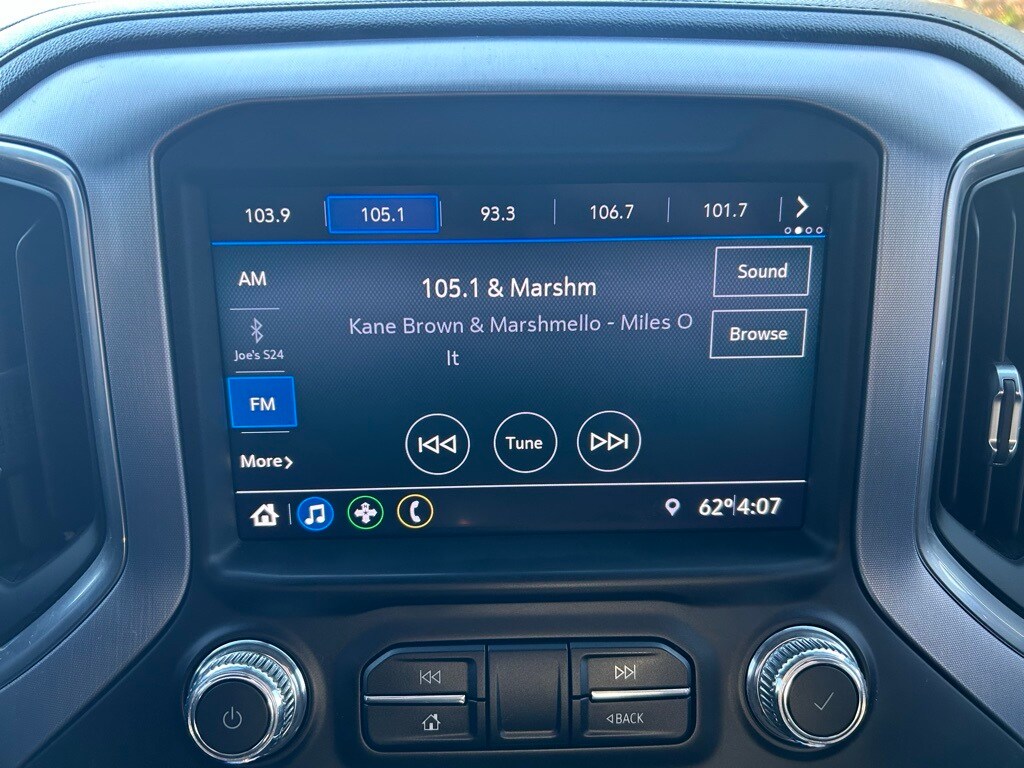 103.9 105.1 93.3 106.7 101.7
AM
Joe's S24
FM
More
105.1 & Marshm
Kane Brown & Marshmello - Miles O
It
Sound
Browse
Tune
62º 4:07
BACK